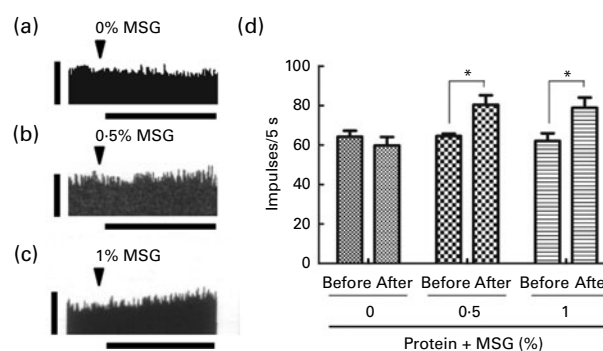 (a)
0% MSG
(b)
0·5% MSG
(c)
1% MSG
(d)
100
80
60
40
20
0
Impulses/5 s
*
*
Before After Before After Before After
0 0·5 1
Protein + MSG (%)